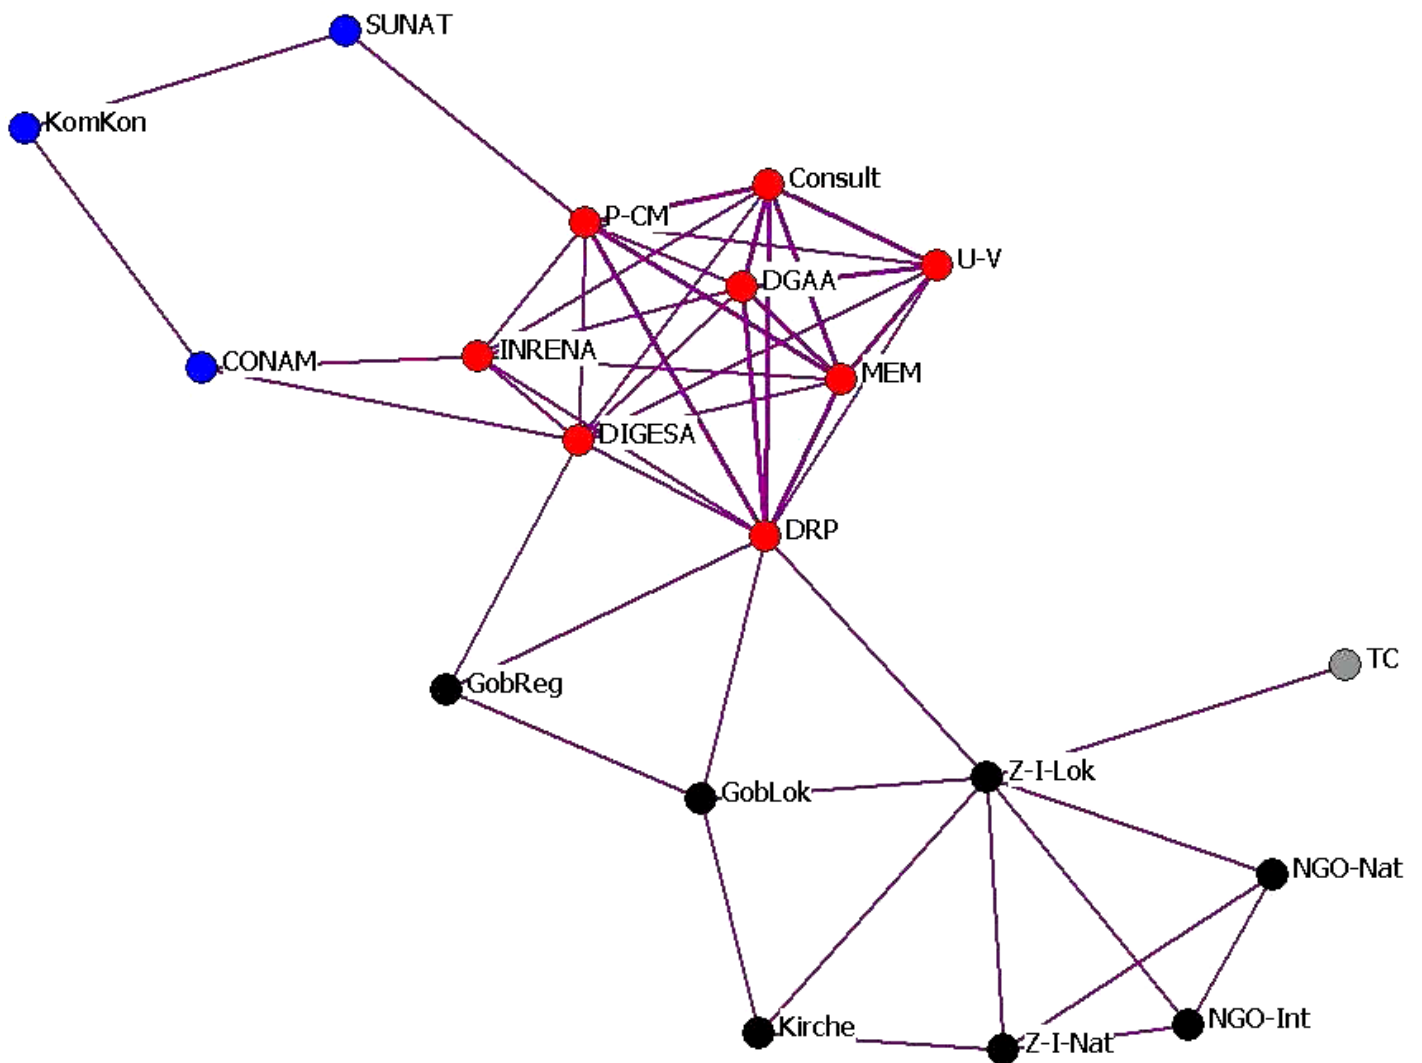 SUNAT
KomKon
Consult
P-CM
U-V
DGAA
INRENA
CONAM
MEM
DIGESA
DRP
TC
GobReg
Z-I-Lok
GobLok
NGO-Nat
NGO-Int
Kirche
Z-I-Nat